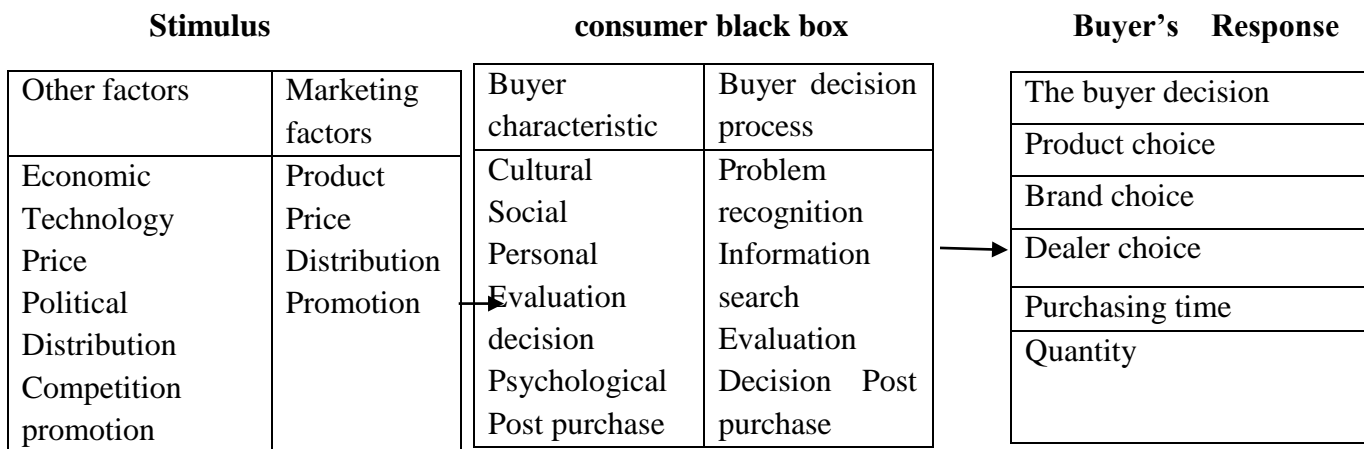 Stimulus
consumer black box
Buyer’s Response
Other factors
Marketing
factors
Economic
Technology
Price
Political
Distribution
Competition
promotion
Product
Price
Distribution
Promotion
Buyer
characteristic
Buyer decision
process
Cultural
Social
Personal
Evaluation
decision
Psychological
Post purchase
Problem
recognition
Information
search
Evaluation
Decision Post
purchase
The buyer decision
Product choice
Brand choice
Dealer choice
Purchasing time
Quantity